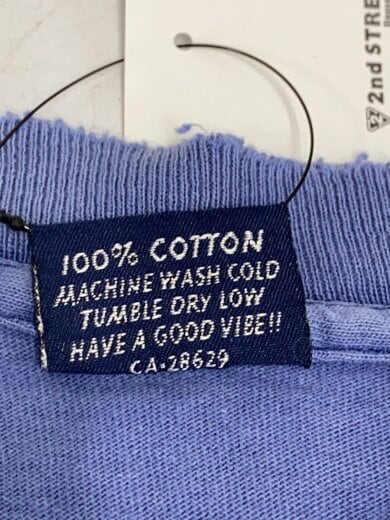 2nd STRE
100% COTTON
MACHINE WASH COLD
TUMBLE DRY LOW
HAVE A GOOD VIBE!!
CA-28629